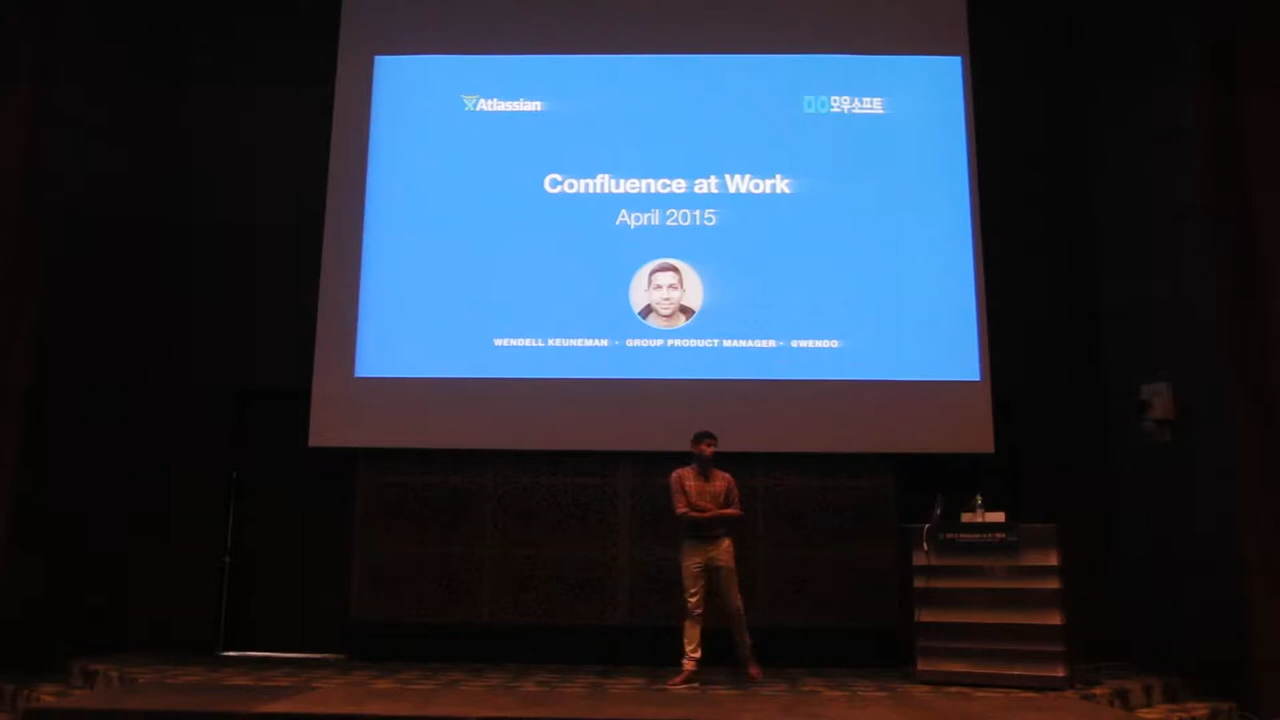 Atlassian
모우소프트
Confluence at Work
April 2015
WENDELL KEUNEMAN · GROUP PRODUCT MANAGER · @WENDO